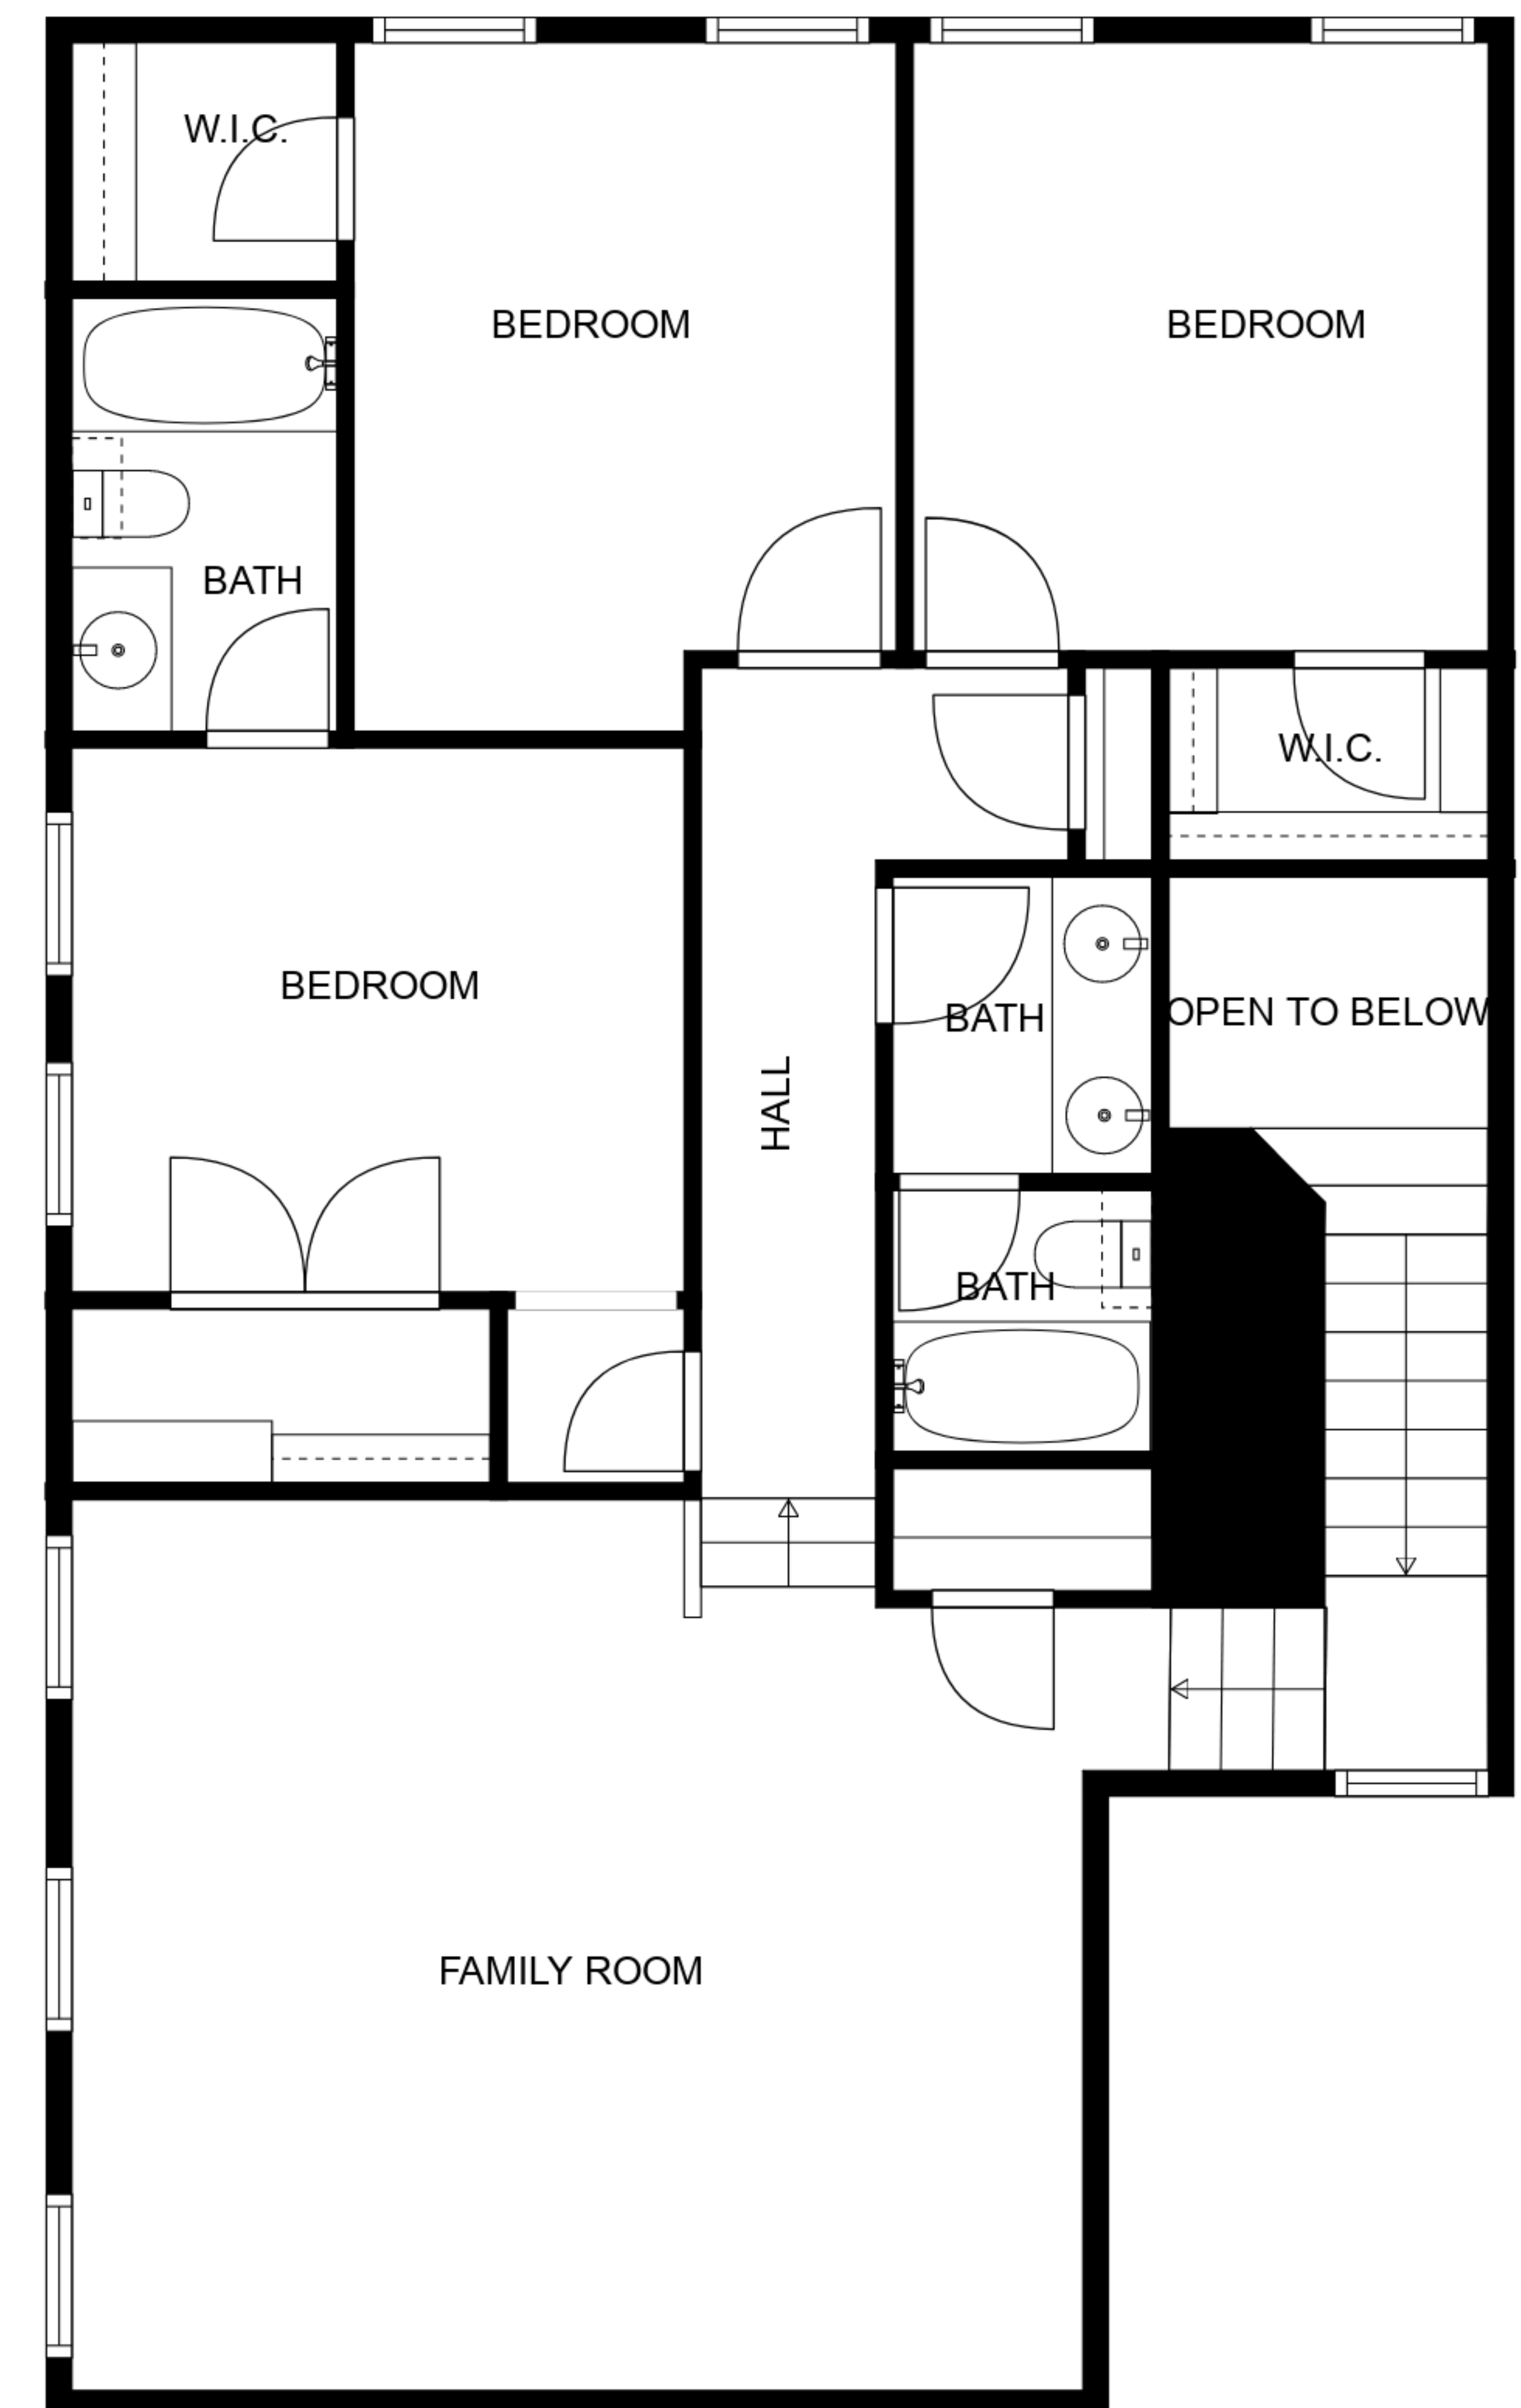 W.I.C.
BEDROOM
BEDROOM
BATH
W.I.C.
BEDROOM
BATH
OPEN TO BELOW
HALL
BATH
FAMILY ROOM